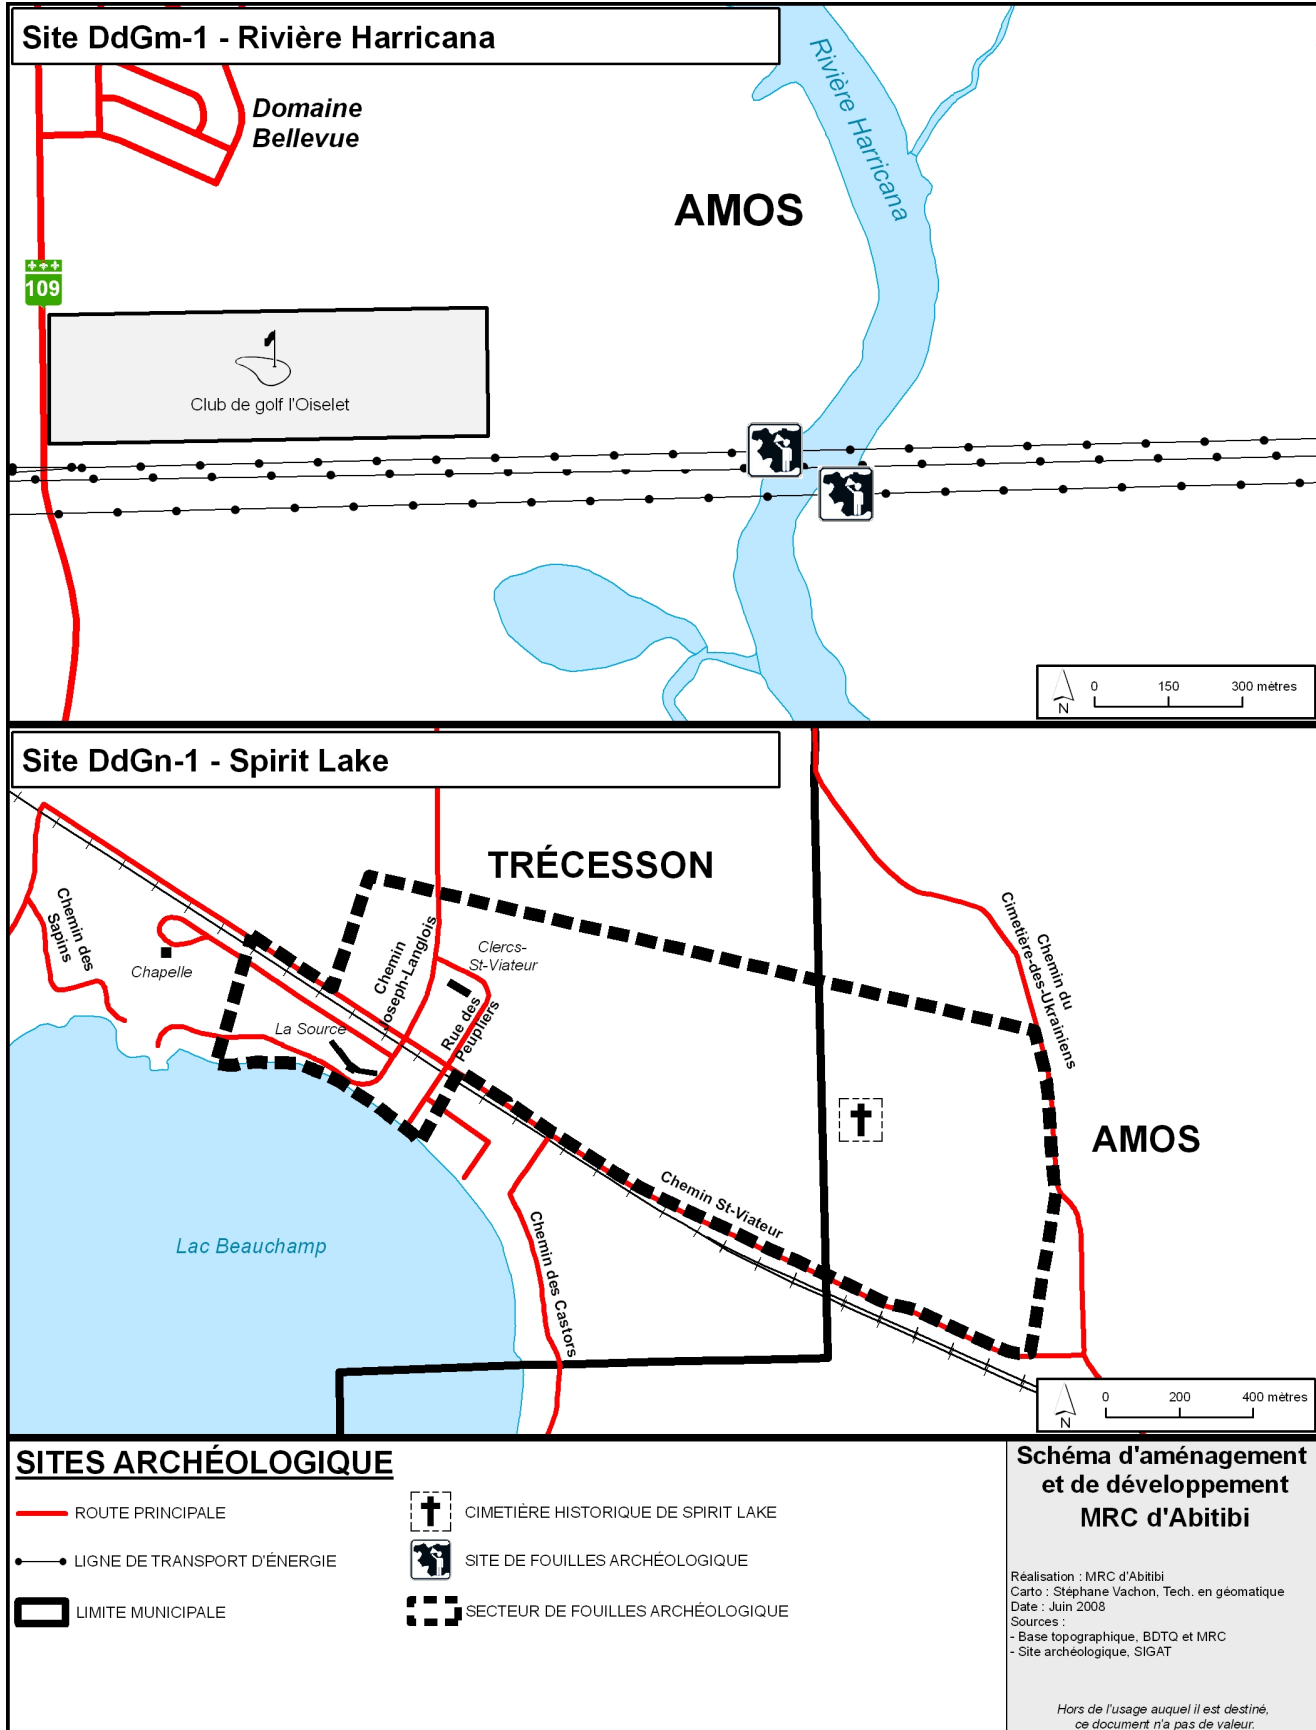 Site DdGm-1 - Rivière Harricana
Domaine
Bellevue
Rivière Harricana
AMOS
109
Club de golf l'Oiselet
0 150 300 mètres
N
Site DdGn-1 - Spirit Lake
TRÉCESSON
Chemin des
Sapins
Chapelle
Chemin
Joseph-Langlois
Clercs-
St-Viateur
La Source
Rue des
Peupliers
Chemin du
Cimetière-des-Ukrainiens
AMOS
Chemin St-Viateur
Lac Beauchamp
Chemin des Castors
0 200 400 mètres
N
SITES ARCHÉOLOGIQUE
ROUTE PRINCIPALE
LIGNE DE TRANSPORT D'ÉNERGIE
LIMITE MUNICIPALE
CIMETIÈRE HISTORIQUE DE SPIRIT LAKE
SITE DE FOUILLES ARCHÉOLOGIQUE
SECTEUR DE FOUILLES ARCHÉOLOGIQUE
Schéma d'aménagement
et de développement
MRC d'Abitibi
Réalisation : MRC d'Abitibi
Carto : Stéphane Vachon, Tech. en géomatique
Date : Juin 2008
Sources :
- Base topographique, BDTQ et MRC
- Site archéologique, SIGAT
Hors de l'usage auquel il est destiné,
ce document n'a pas de valeur.